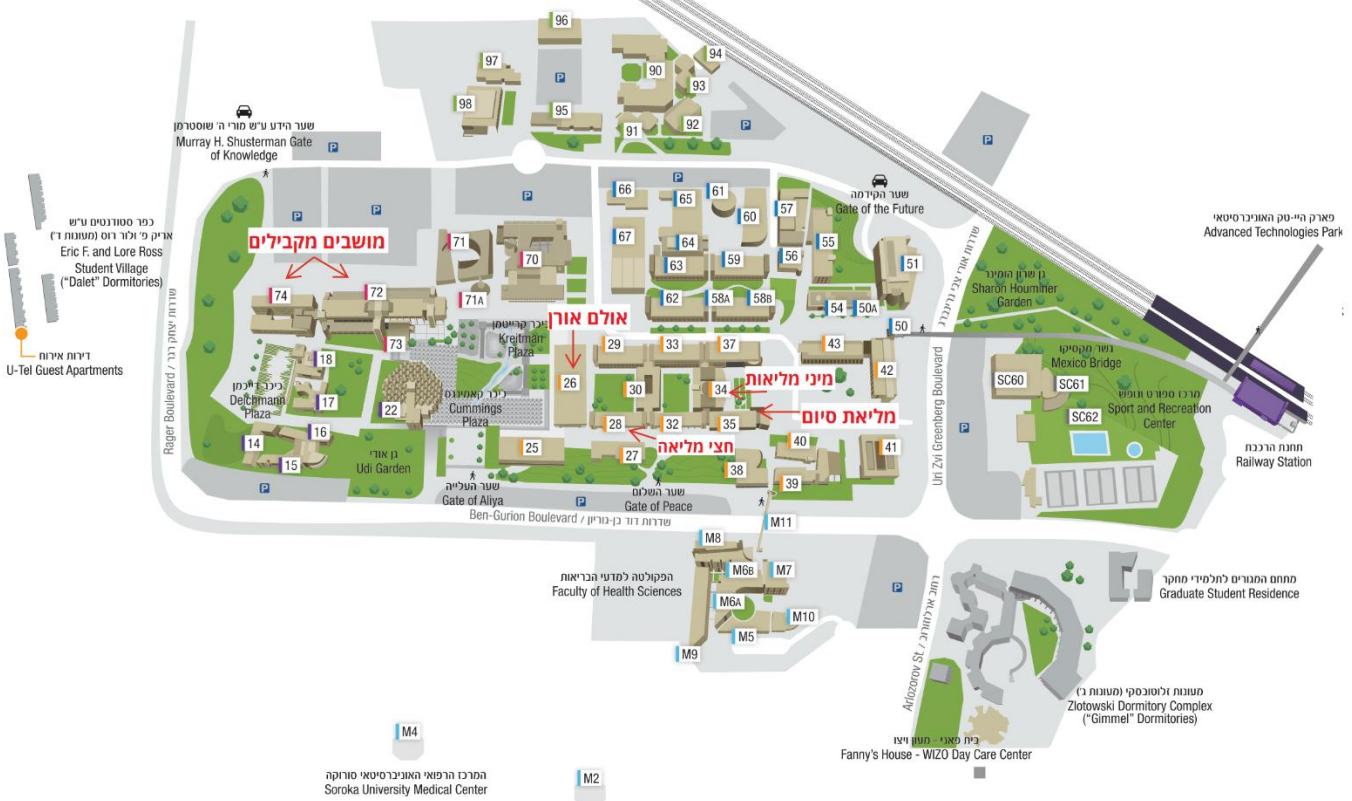 96
97
98
95
90
94
93
92
91
P
P
P
P
P
שער הידע ע״ש מורי ה׳ שוסטרמן
Murray H. Shusterman Gate
of Knowledge
P
P
P
שער הקידמה
Gate of the Future
פארק היי-טק האוניברסיטאי
Advanced Technologies Park
כפר סטודנטים ע״ש
אריק פ׳ ולור רוס (מעונות ד׳)
Eric F. and Lore Ross
Student Village
("Dalet" Dormitories)
דירות אירוח
U-Tel Guest Apartments
שדרות יצחק רגר / Rager Boulevard
מושבים מקבילים
74
72
73
71
71A
70
66
67
65
64
63
61
60
62
59
58A
58B
57
56
55
54
50A
51
50
שדרות אורי צבי גרינברג
Uri Zvi Greenberg Boulevard
גן שרון הומינר
Sharon Houminer
Garden
גשר מקסיקו
Mexico Bridge
SC60
SC61
SC62
מרכז ספורט ונופש
Sport and Recreation
Center
תחנת הרכבת
Railway Station
P
אולם אורן
26
29
33
37
30
34
28
32
35
43
42
מיני מליאות
מליאת סיום
חצי מליאה
25
27
38
40
39
41
כיכר קרייטמן
Kreitman
Plaza
כיכר קאמינגס
Cummings
Plaza
כיכר דייכמן
Deichmann
Plaza
18
17
22
14
16
15
גן אודי
Udi Garden
P
P
שער העלייה
Gate of Aliya
שער השלום
Gate of Peace
Ben-Gurion Boulevard / שדרות דוד בן-גוריון
M11
M8
M6B
M7
M6A
M10
M5
M9
הפקולטה למדעי הבריאות
Faculty of Health Sciences
P
רחוב ארלוזורוב / Arlozorov St.
מתחם המגורים לתלמידי מחקר
Graduate Student Residence
מעונות זלוטובסקי (מעונות ג׳)
Zlotowski Dormitory Complex
("Gimmel" Dormitories)
בית פאני - מעון ויצו
Fanny's House - WIZO Day Care Center
M4
המרכז הרפואי האוניברסיטאי סורוקה
Soroka University Medical Center
M2